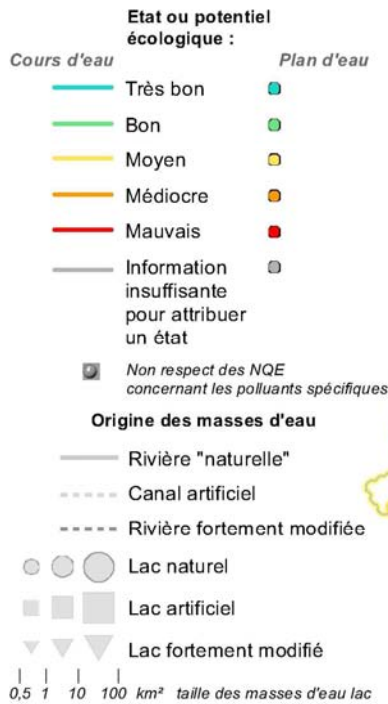 Etat ou potentiel
écologique :
Cours d'eau
Plan d'eau
Très bon
Bon
Moyen
Médiocre
Mauvais
Information
insuffisante
pour attribuer
un état
Non respect des NQE
concernant les polluants spécifiques
Origine des masses d'eau
Rivière "naturelle"
Canal artificiel
Rivière fortement modifiée
Lac naturel
Lac artificiel
Lac fortement modifié
0,5 1 10 100 km² taille des masses d'eau lac